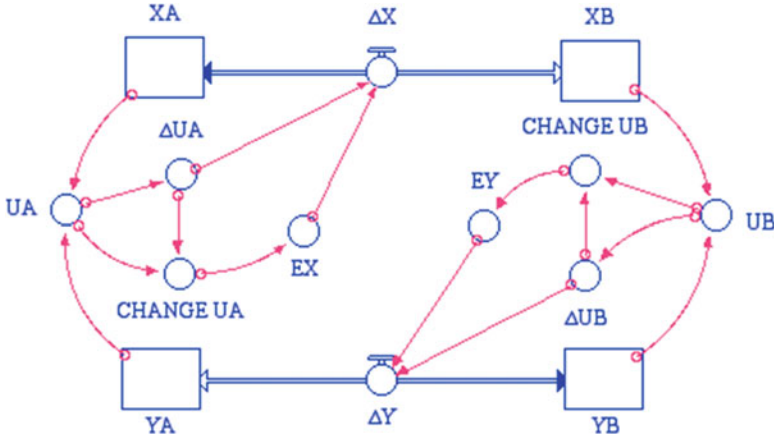 XA
ΔX
XB
ΔUA
CHANGE UB
EY
UA
UB
EX
CHANGE UA
ΔUB
YA
ΔY
YB